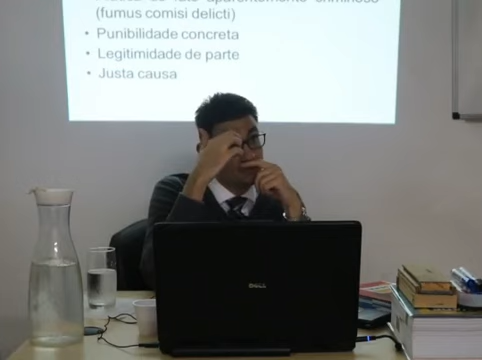 (fumus comisi delicti)
• Punibilidade concreta
• Legitimidade de parte
• Justa causa
DELL